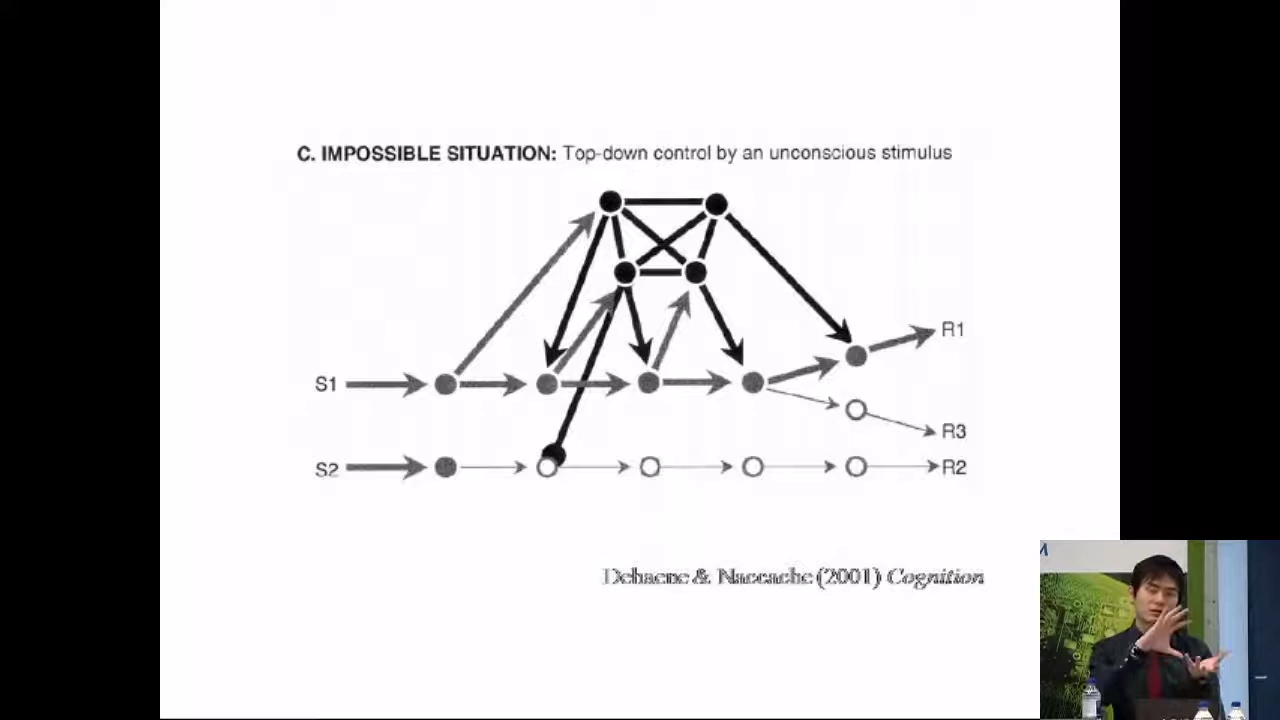 C. IMPOSSIBLE SITUATION: Top-down control by an unconscious stimulus
R1
S1
R3
S2
R2
Dehaene & Naccache (2001) Cognition